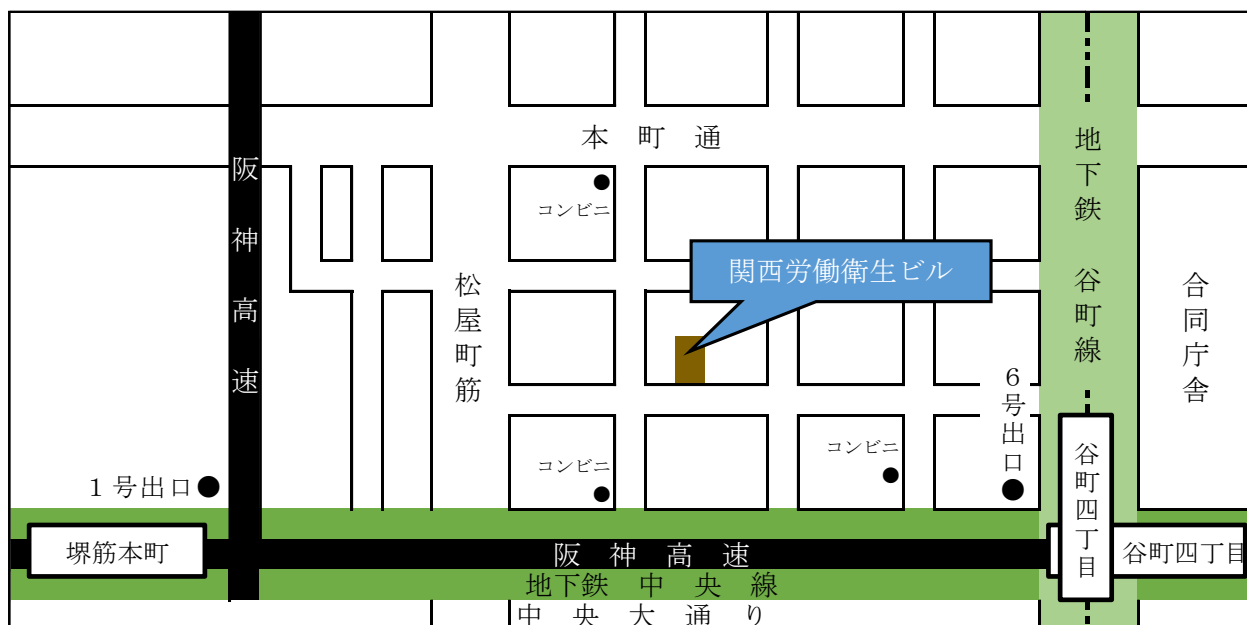 本町通
阪神高速
コンビニ
地下鉄 谷町線
関西労働衛生ビル
松屋町筋
合同庁舎
6号出口
コンビニ
コンビニ
1号出口
谷町四丁目
堺筋本町
阪神高速
谷町四丁目
地下鉄 中央線
中央大通り